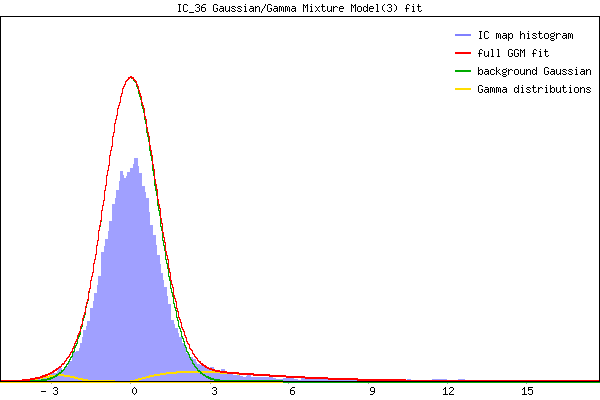 IC_36 Gaussian/Gamma Mixture Model(3) fit
IC map histogram
full GGM fit
background Gaussian
Gamma distributions
-3 0 3 6 9 12 15